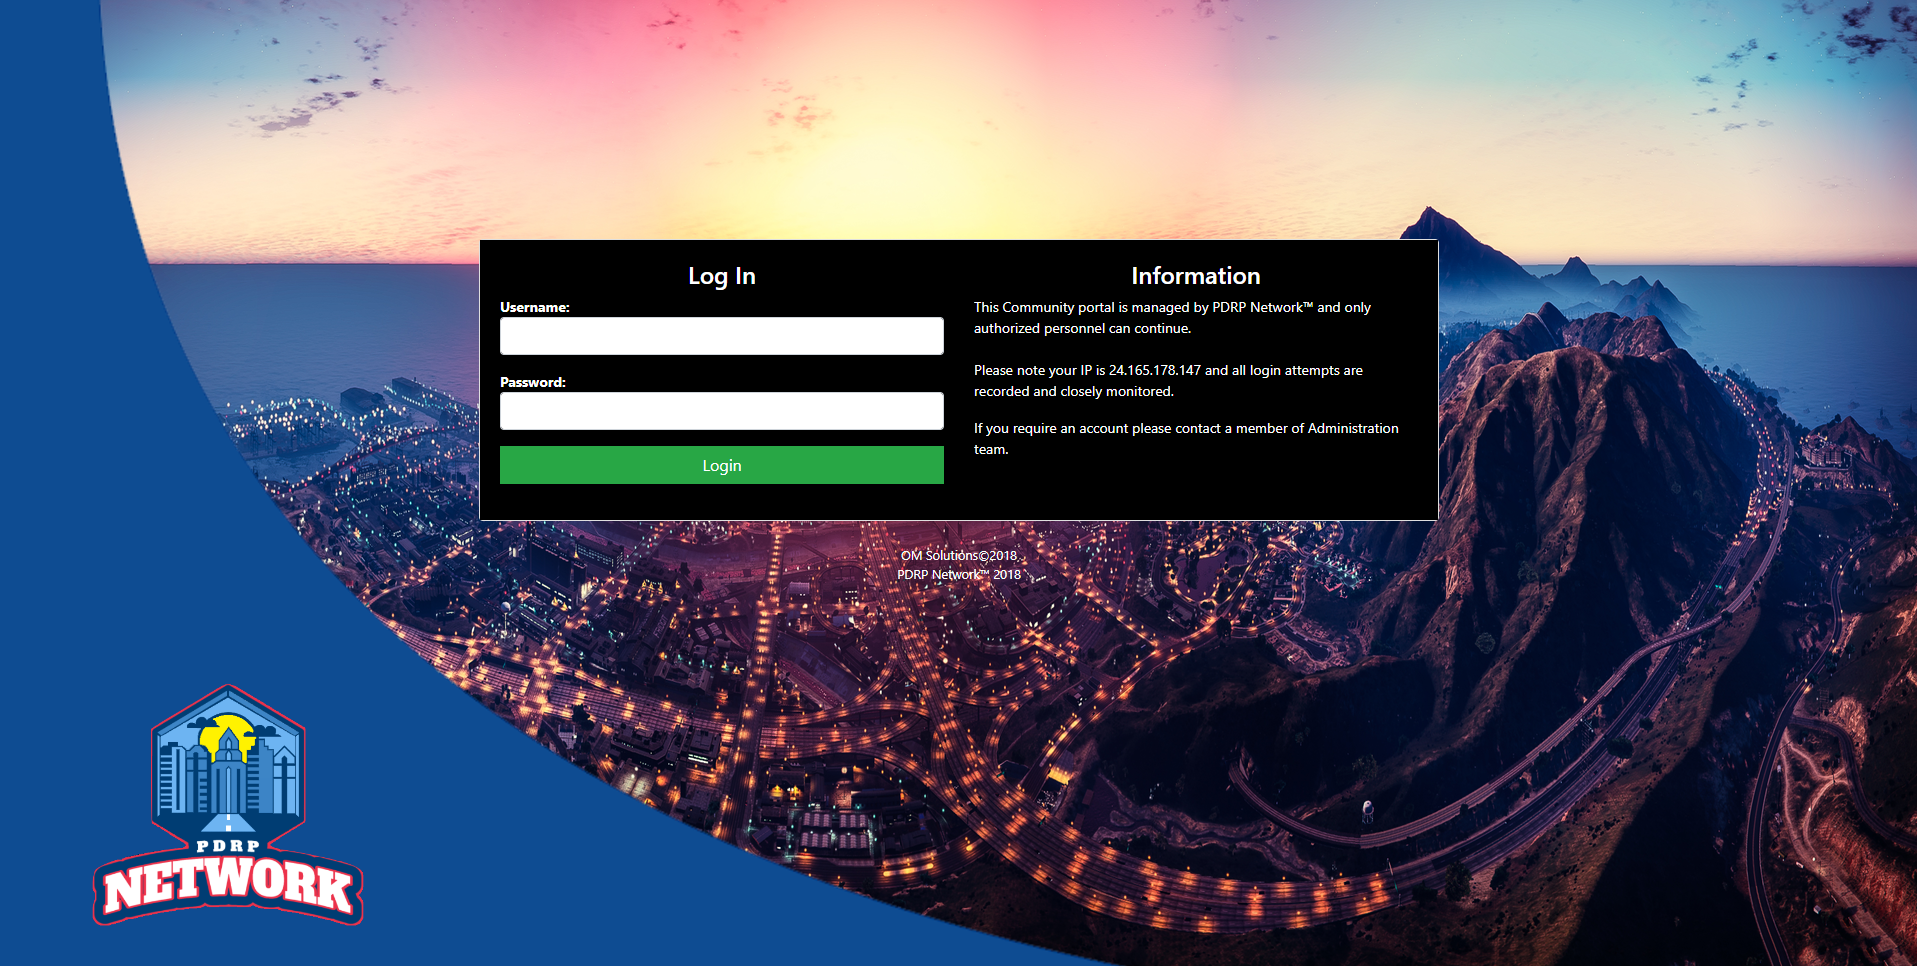 Log In
Username:
Password:
Login
Information
This Community portal is managed by PDRP Network™ and only
authorized personnel can continue.
Please note your IP is 24.165.178.147 and all login attempts are
recorded and closely monitored.
If you require an account please contact a member of Administration
team.
OM Solutions©2018
PDRP Network™ 2018
PDRP
NETWORK